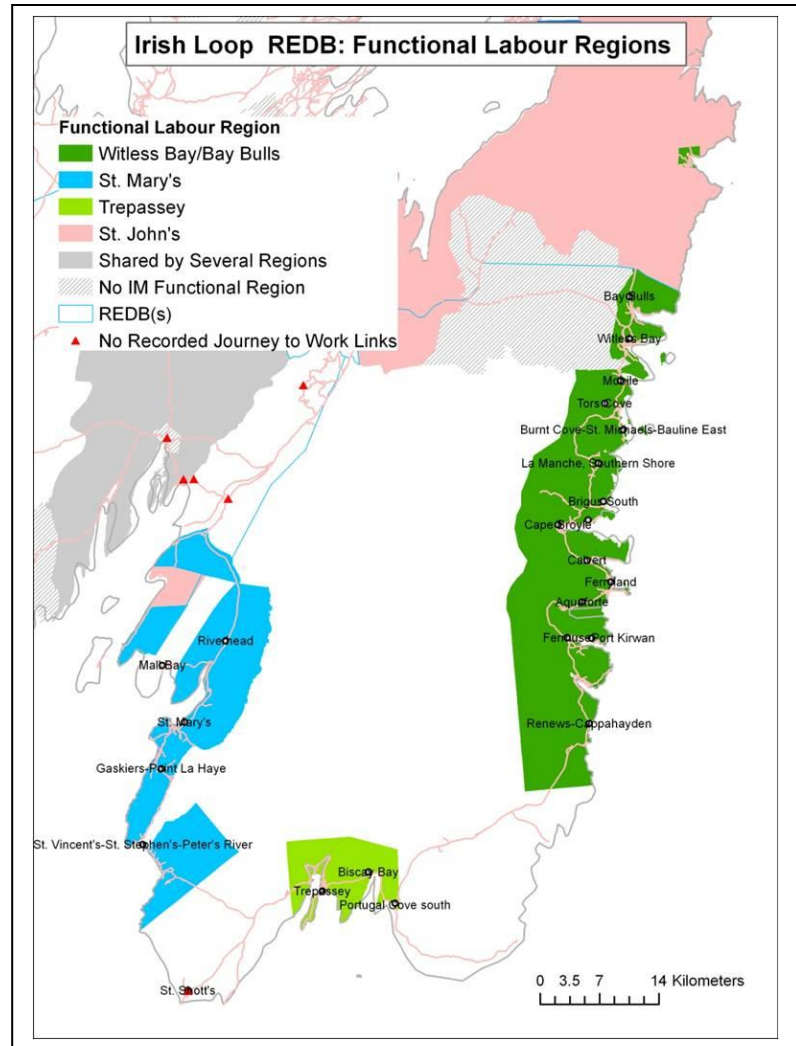 Irish Loop REDB: Functional Labour Regions
Functional Labour Region
Witless Bay/Bay Bulls
St. Mary's
Trepassey
St. John's
Shared by Several Regions
No IM Functional Region
REDB(s)
No Recorded Journey to Work Links
Bay Bulls
Witless Bay
Mobile
Tors Cove
Burnt Cove-St. Michaels-Bauline East
La Manche, Southern Shore
Brigus South
Cape Broyle
Calvert
Ferryland
Aquaforte
Fermeuse
Port Kirwan
Riverhead
Mall Bay
St. Mary's
Renews-Cappahayden
Gaskiers-Point La Haye
St. Vincent's-St. Stephen's-Peter's River
Biscay Bay
Trepassey
Portugal Cove south
St. Shott's
0 3.5 7 14 Kilometers